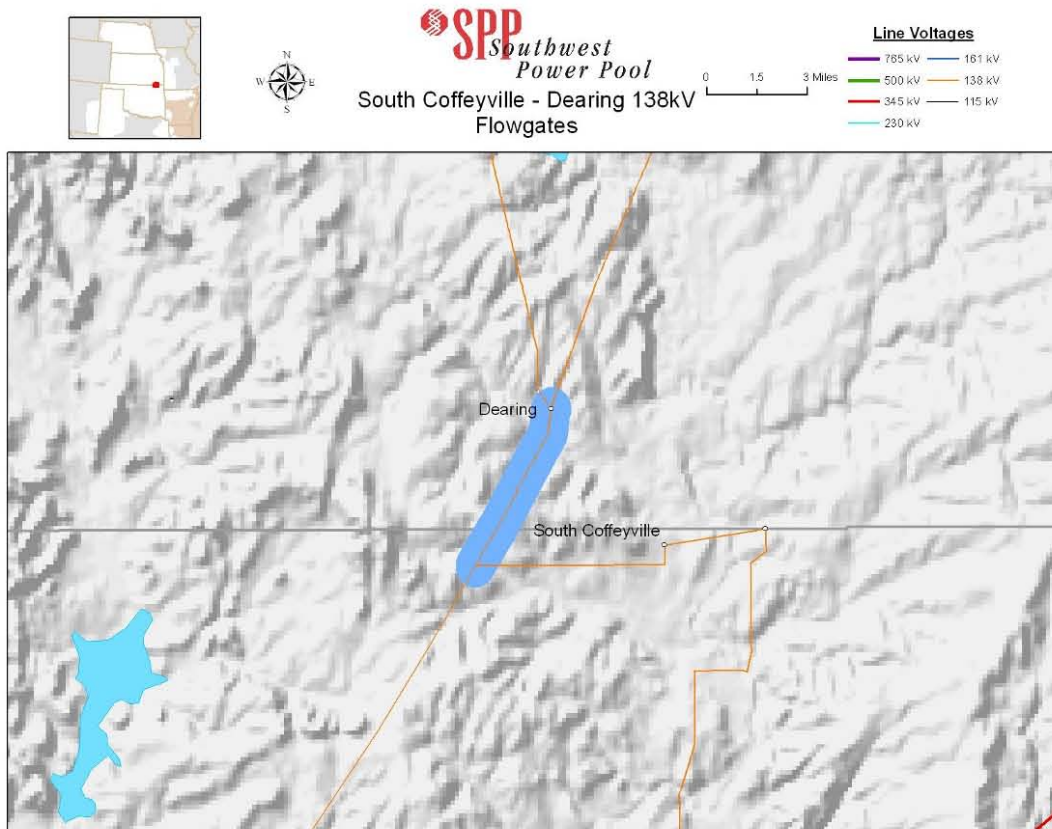 SPP
Southwest
Power Pool
South Coffeyville - Dearing 138kV
Flowgates
N
W E
S
0 1.5 3 Miles
Line Voltages
765 kV 161 kV
500 kV 138 kV
345 kV 115 kV
230 kV
Dearing
South Coffeyville